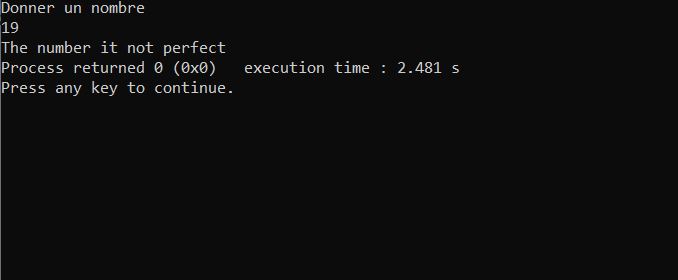 Donner un nombre
19
The number it not perfect
Process returned 0 (0x0)   execution time : 2.481 s
Press any key to continue.